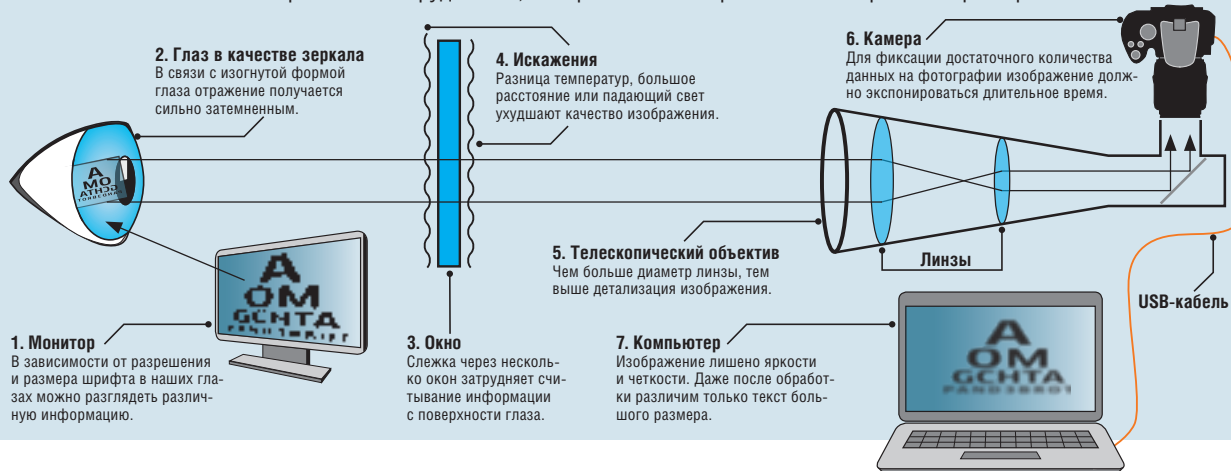 2. Глаз в качестве зеркала
В связи с изогнутой формой
глаза отражение получается
сильно затемненным.
4. Искажения
Разница температур, большое
расстояние или падающий свет
ухудшают качество изображения.
6. Камера
Для фиксации достаточного количества
данных на фотографии изображение долж-
но экспонироваться длительное время.
A
OM
GCHTA
1. Монитор
В зависимости от разрешения
и размера шрифта в наших гла-
зах можно разглядеть различ-
ную информацию.
3. Окно
Слежка через несколь-
ко окон затрудняет счи-
тывание информации
с поверхности глаза.
5. Телескопический объектив
Чем больше диаметр линзы, тем
выше детализация изображения.
Линзы
7. Компьютер
Изображение лишено яркости
и четкости. Даже после обработ-
ки различим только текст боль-
шого размера.
A
OM
GCHTA
USB-кабель